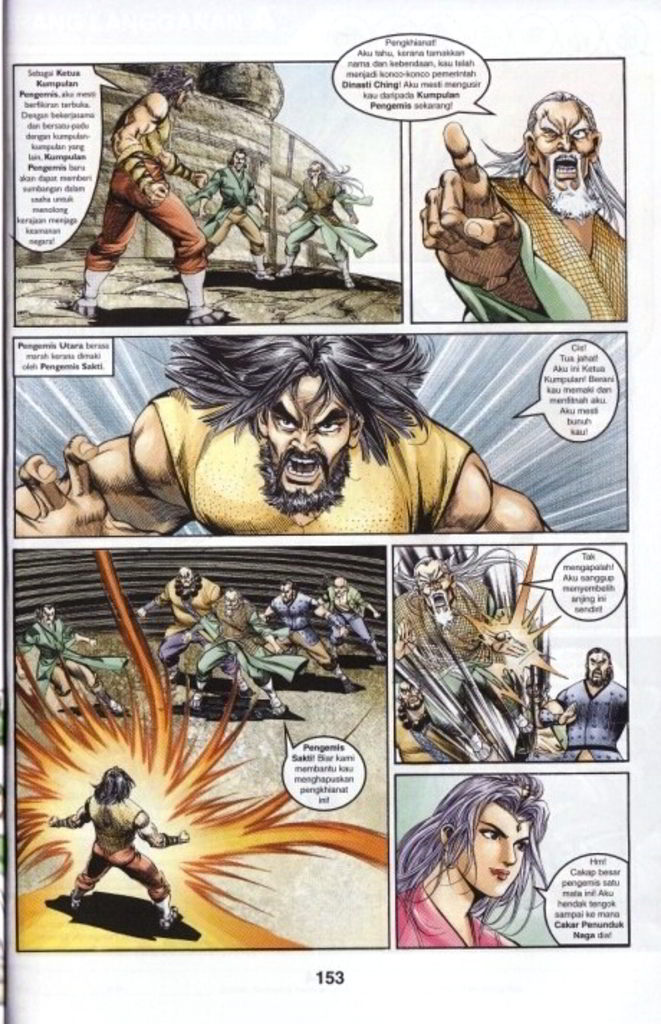 Sebagai Ketua
Kumpulan
Pengemis, aku mesti
berfikiran terbuka.
Dengan bekerjasama
dan bersatu-padu
dengan kumpulan-
kumpulan yang
lain, Kumpulan
Pengemis baru
akan dapat memberi
sumbangan dalam
usaha untuk
menolong
kerajaan menjaga
keamanan
negara!
Pengkhianat!
Aku tahu, kerana tamakkan
nama dan kebendaan, kau telah
menjadi konco-konco pemerintah
Dinasti Ching! Aku mesti mengusir
kau daripada Kumpulan
Pengemis sekarang!
Pengemis Utara berasa
marah kerana dimaki
oleh Pengemis Sakti.
Cis!
Tua jahat!
Aku ini Ketua
Kumpulan! Berani
kau memaki dan
menfitnah aku.
Aku mesti
bunuh
kau!
Pengemis
Sakti! Biar kami
membantu kau
menghapuskan
pengkhianat
ini!
Tak
mengapalah!
Aku sanggup
menyembelih
anjing ini
sendiri!
Hm!
Cakap besar
pengemis satu
mata ini! Aku
hendak tengok
sampai ke mana
Cakar Penunduk
Naga dia!
153